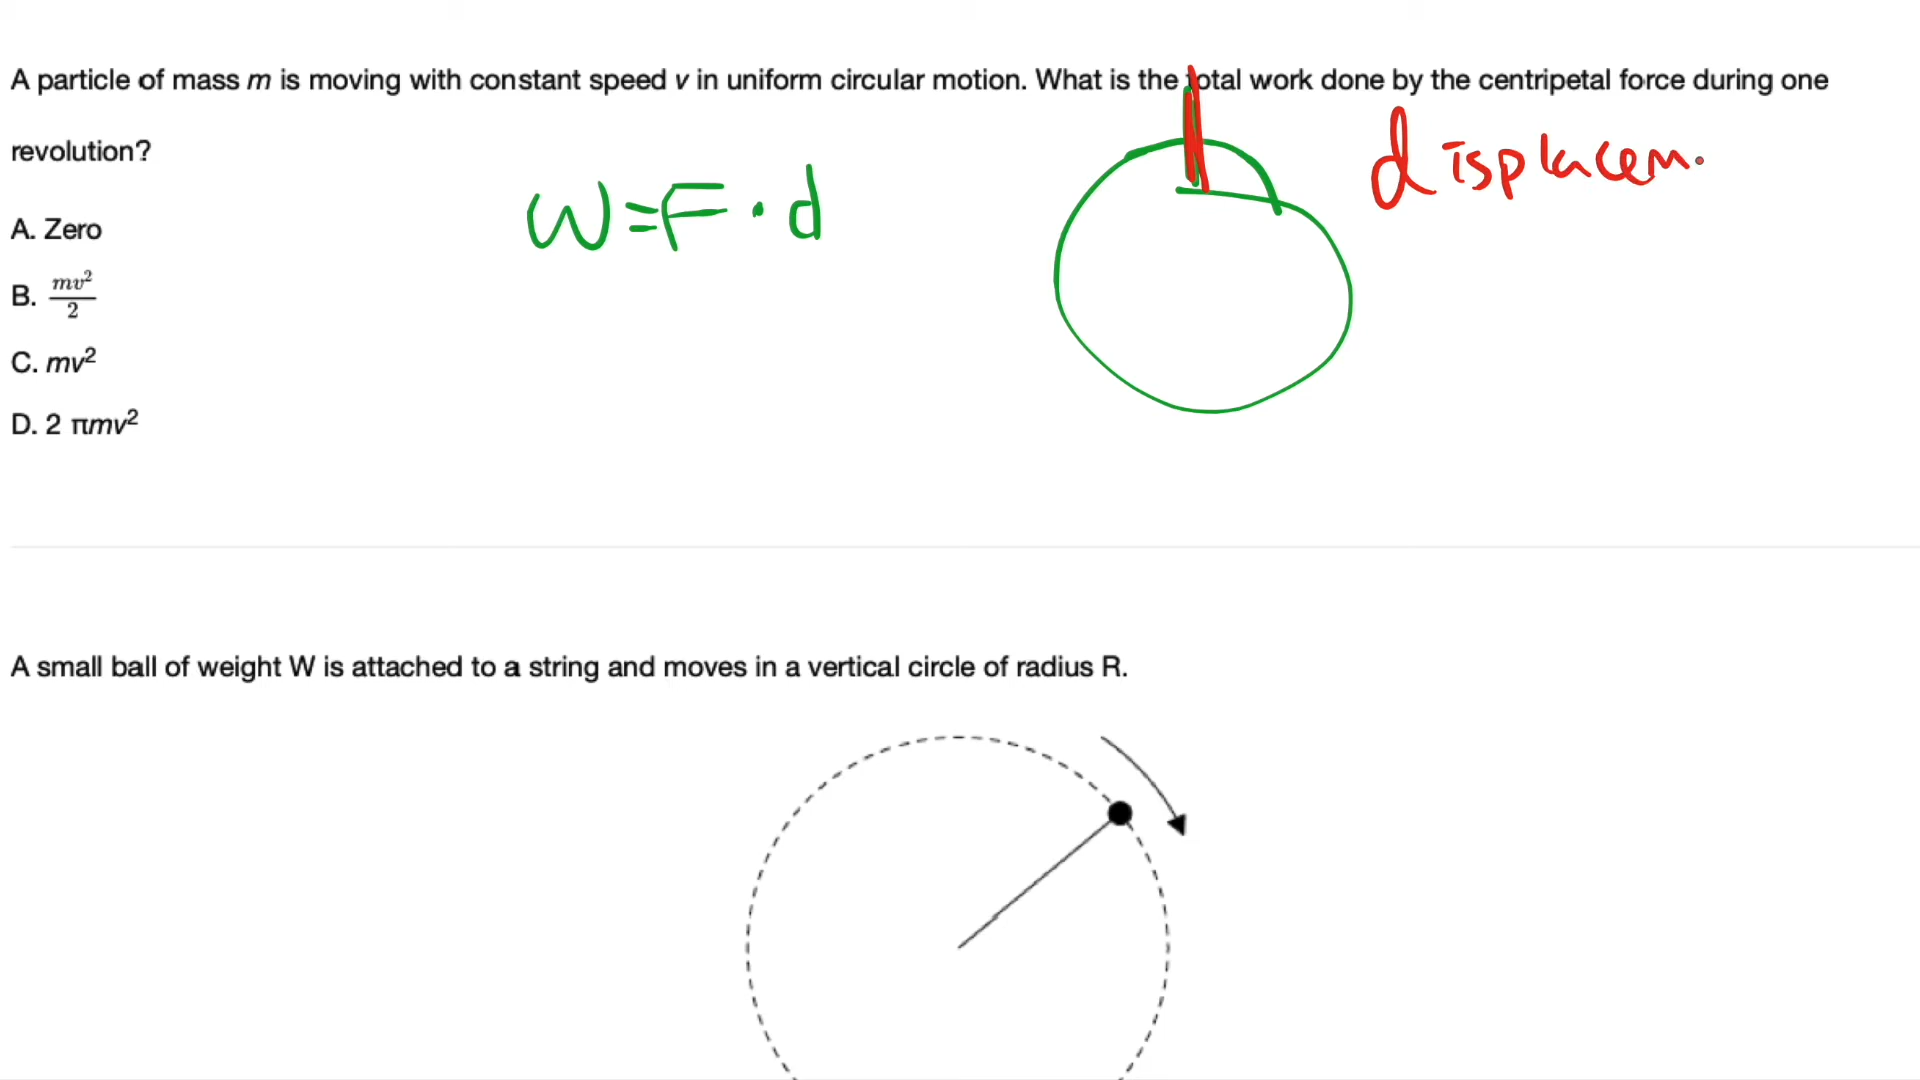 A particle of mass m is moving with constant speed v in uniform circular motion. What is the total work done by the centripetal force during one
revolution?
displacem.
W=F·d
A. Zero
B. mv²/2
C. mv²
D. 2 πmv²
A small ball of weight W is attached to a string and moves in a vertical circle of radius R.